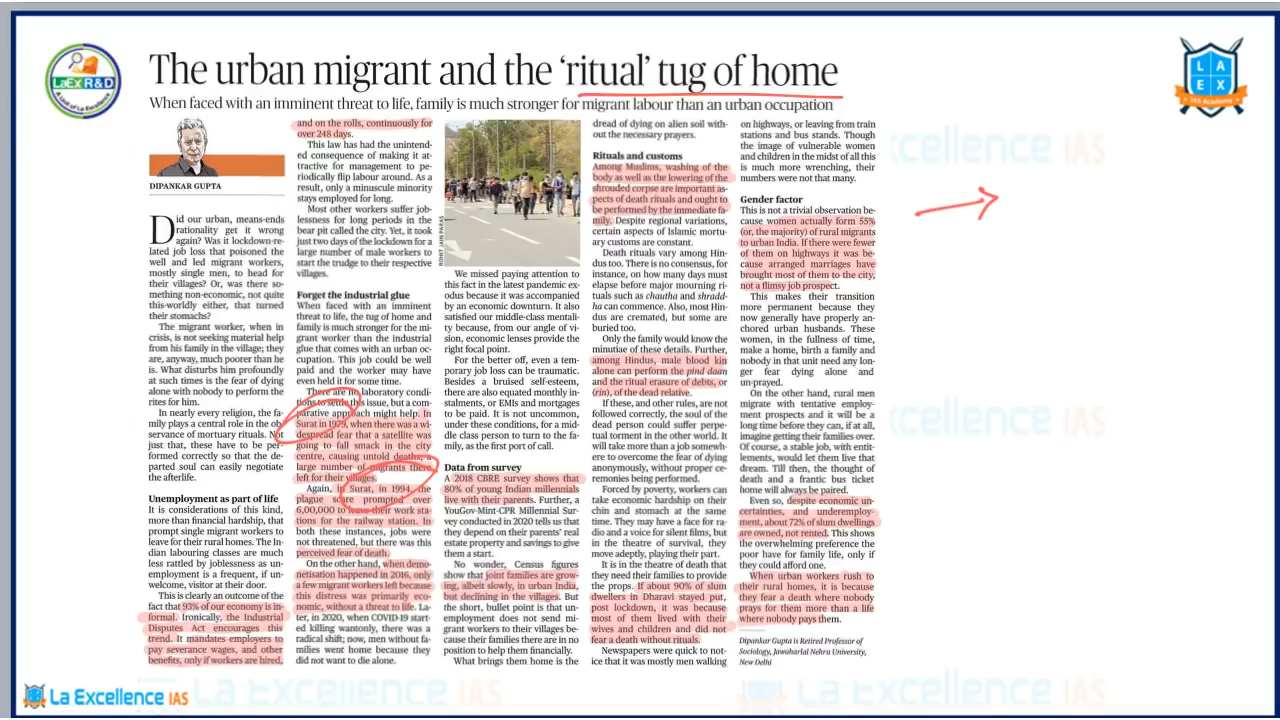 The urban migrant and the ‘ritual’ tug of home
When faced with an imminent threat to life, family is much stronger for migrant labour than an urban occupation
LaEx R&D
A Unit of La Excellence
L A
E X
IAS Academy
DIPANKAR GUPTA
Did our urban, means-ends
rationality get it wrong
again? Was it lockdown-re-
lated job loss that poisoned the
well and led migrant workers,
mostly single men, to head for
their villages? Or, was there so-
mething non-economic, not quite
this-worldly either, that turned
their stomachs?
The migrant worker, when in
crisis, is not seeking material help
from his family in the village; they
are, anyway, much poorer than he
is. What disturbs him profoundly
at such times is the fear of dying
alone with nobody to perform the
rites for him.
In nearly every religion, the fa-
mily plays a central role in the ob-
servance of mortuary rituals. Not
just that, these have to be per-
formed correctly so that the de-
parted soul can easily negotiate
the afterlife.
Unemployment as part of life
It is considerations of this kind,
more than financial hardship, that
prompt single migrant workers to
leave for their rural homes. The In-
dian labouring classes are much
less rattled by joblessness as un-
employment is a frequent, if un-
welcome, visitor at their door.
This is clearly an outcome of the
fact that 93% of our economy is in-
formal. Ironically, the Industrial
Disputes Act encourages this
trend. It mandates employers to
pay severance wages, and other
benefits, only if workers are hired,
and on the rolls, continuously for
over 248 days.
This law has had the unintend-
ed consequence of making it at-
tractive for management to pe-
riodically flip labour around. As a
result, only a minuscule minority
stays employed for long.
Most other workers suffer job-
lessness for long periods in the
bear pit called the city. Yet, it took
just two days of the lockdown for a
large number of male workers to
start the trudge to their respective
villages.
Forget the industrial glue
When faced with an imminent
threat to life, the tug of home and
family is much stronger for the mi-
grant worker than the industrial
glue that comes with an urban oc-
cupation. This job could be well
paid and the worker may have
even held it for some time.
There are no laboratory condi-
tions to settle this issue, but a com-
parative approach might help. In
Surat in 1979, when there was a wi-
despread fear that a satellite was
going to fall smack in the city
centre, causing untold deaths, a
large number of migrants there
left for their villages.
Again, in Surat, in 1994, the
plague scare prompted over
6,00,000 to leave their work sta-
tions for the railway station. In
both these instances, jobs were
not threatened, but there was this
perceived fear of death.
On the other hand, when demo-
netisation happened in 2016, only
a few migrant workers left because
this distress was primarily eco-
nomic, without a threat to life. La-
ter, in 2020, when COVID-19 start-
ed killing wantonly, there was a
radical shift; now, men without fa-
milies went home because they
did not want to die alone.
ROHIT JAIN PARAS
We missed paying attention to
this fact in the latest pandemic ex-
odus because it was accompanied
by an economic downturn. It also
satisfied our middle-class mentali-
ty because, from our angle of vi-
sion, economic lenses provide the
right focal point.
For the better off, even a tem-
porary job loss can be traumatic.
Besides a bruised self-esteem,
there are also equated monthly in-
stalments, or EMIs and mortgages
to be paid. It is not uncommon,
under these conditions, for a mid-
dle class person to turn to the fa-
mily, as the first port of call.
Data from survey
A 2018 CBRE survey shows that
80% of young Indian millennials
live with their parents. Further, a
YouGov-Mint-CPR Millennial Sur-
vey conducted in 2020 tells us that
they depend on their parents’ real
estate property and savings to give
them a start.
No wonder, Census figures
show that joint families are grow-
ing, albeit slowly, in urban India,
but declining in the villages. But
the short, bullet point is that un-
employment does not send mi-
grant workers to their villages be-
cause their families there are in no
position to help them financially.
What brings them home is the
dread of dying on alien soil with-
out the necessary prayers.
Rituals and customs
Among Muslims, washing of the
body as well as the lowering of the
shrouded corpse are important as-
pects of death rituals and ought to
be performed by the immediate fa-
mily. Despite regional variations,
certain aspects of Islamic mortu-
ary customs are constant.
Death rituals vary among Hin-
dus too. There is no consensus, for
instance, on how many days must
elapse before major mourning ri-
tuals such as chautha and shradd-
ha can commence. Also, most Hin-
dus are cremated, but some are
buried too.
Only the family would know the
minutiae of these details. Further,
among Hindus, male blood kin
alone can perform the pind daan
and the ritual erasure of debts, or
(rin), of the dead relative.
If these, and other rules, are not
followed correctly, the soul of the
dead person could suffer perpe-
tual torment in the other world. It
will take more than a job somewh-
ere to overcome the fear of dying
anonymously, without proper ce-
remonies being performed.
Forced by poverty, workers can
take economic hardship on their
chin and stomach at the same
time. They may have a face for ra-
dio and a voice for silent films, but
in the theatre of survival, they
move adeptly, playing their part.
It is in the theatre of death that
they need their families to provide
the props. If about 90% of slum
dwellers in Dharavi stayed put,
post lockdown, it was because
most of them lived with their
wives and children and did not
fear a death without rituals.
Newspapers were quick to not-
ice that it was mostly men walking
on highways, or leaving from train
stations and bus stands. Though
the image of vulnerable women
and children in the midst of all this
is much more wrenching, their
numbers were not that many.
Gender factor
This is not a trivial observation be-
cause women actually form 55%
(or, the majority) of rural migrants
to urban India. If there were fewer
of them on highways it was be-
cause arranged marriages have
brought most of them to the city,
not a flimsy job prospect.
This makes their transition
more permanent because they
now generally have properly an-
chored urban husbands. These
women, in the fullness of time,
make a home, birth a family and
nobody in that unit need any lon-
ger fear dying alone and
un-prayed.
On the other hand, rural men
migrate with tentative employ-
ment prospects and it will be a
long time before they can, if at all,
imagine getting their families over.
Of course, a stable job, with entit-
lements, would let them live that
dream. Till then, the thought of
death and a frantic bus ticket
home will always be paired.
Even so, despite economic un-
certainties, and underemploy-
ment, about 72% of slum dwellings
are owned, not rented. This shows
the overwhelming preference the
poor have for family life, only if
they could afford one.
When urban workers rush to
their rural homes, it is because
they fear a death where nobody
prays for them more than a life
where nobody pays them.
Dipankar Gupta is Retired Professor of
Sociology, Jawaharlal Nehru University,
New Delhi
cellence IAS
cellence IAS
La Excellence IAS
La Excellence IAS
La Excellence IAS